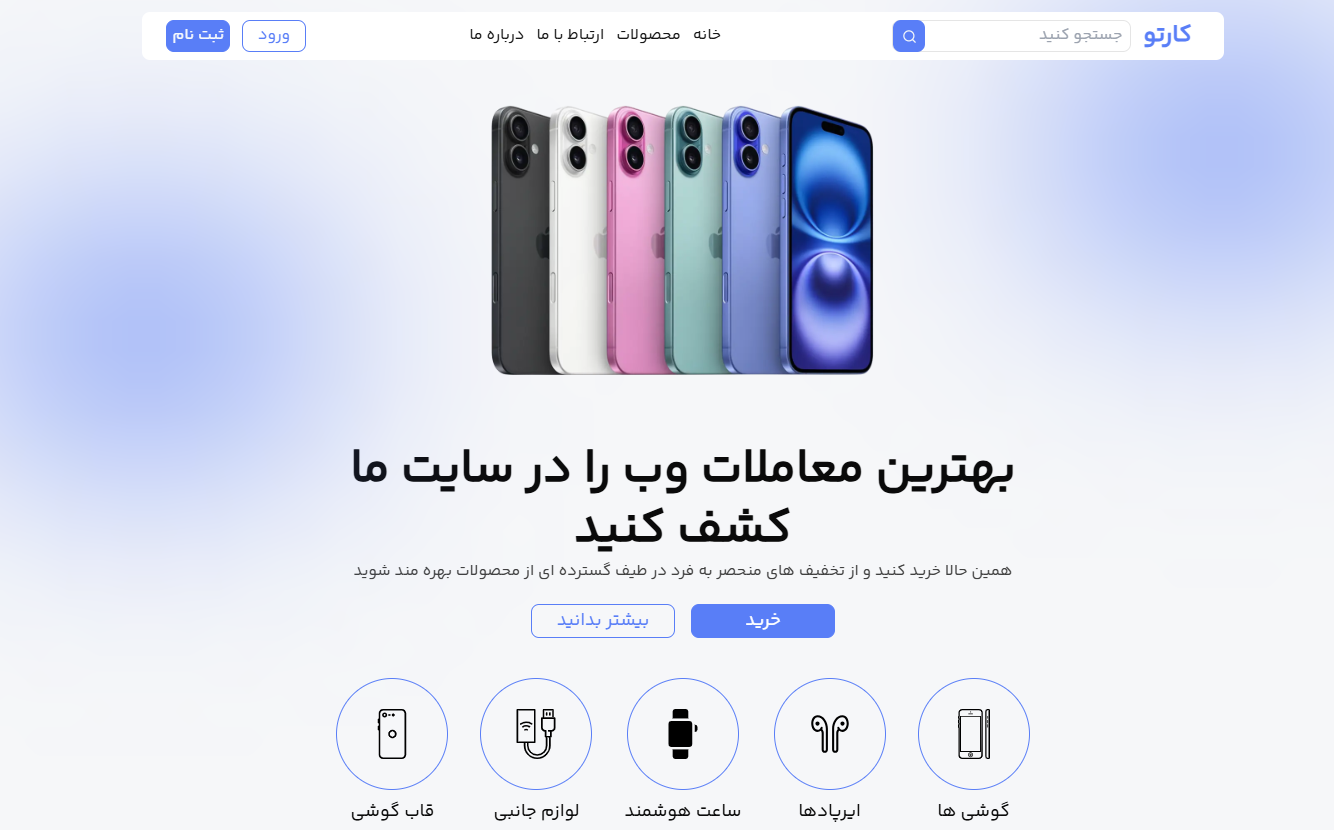 کارتو
جستجو کنید
خانه محصولات ارتباط با ما درباره ما
ورود
ثبت نام
بهترین معاملات وب را در سایت ما
کشف کنید
همین حالا خرید کنید و از تخفیف های منحصر به فرد در طیف گسترده ای از محصولات بهره مند شوید
خرید
بیشتر بدانید
گوشی ها
ایرپادها
ساعت هوشمند
لوازم جانبی
قاب گوشی